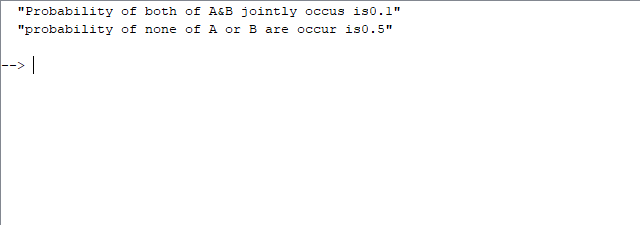 "Probability of both of A&B jointly occus is0.1"
"probability of none of A or B are occur is0.5"
-->